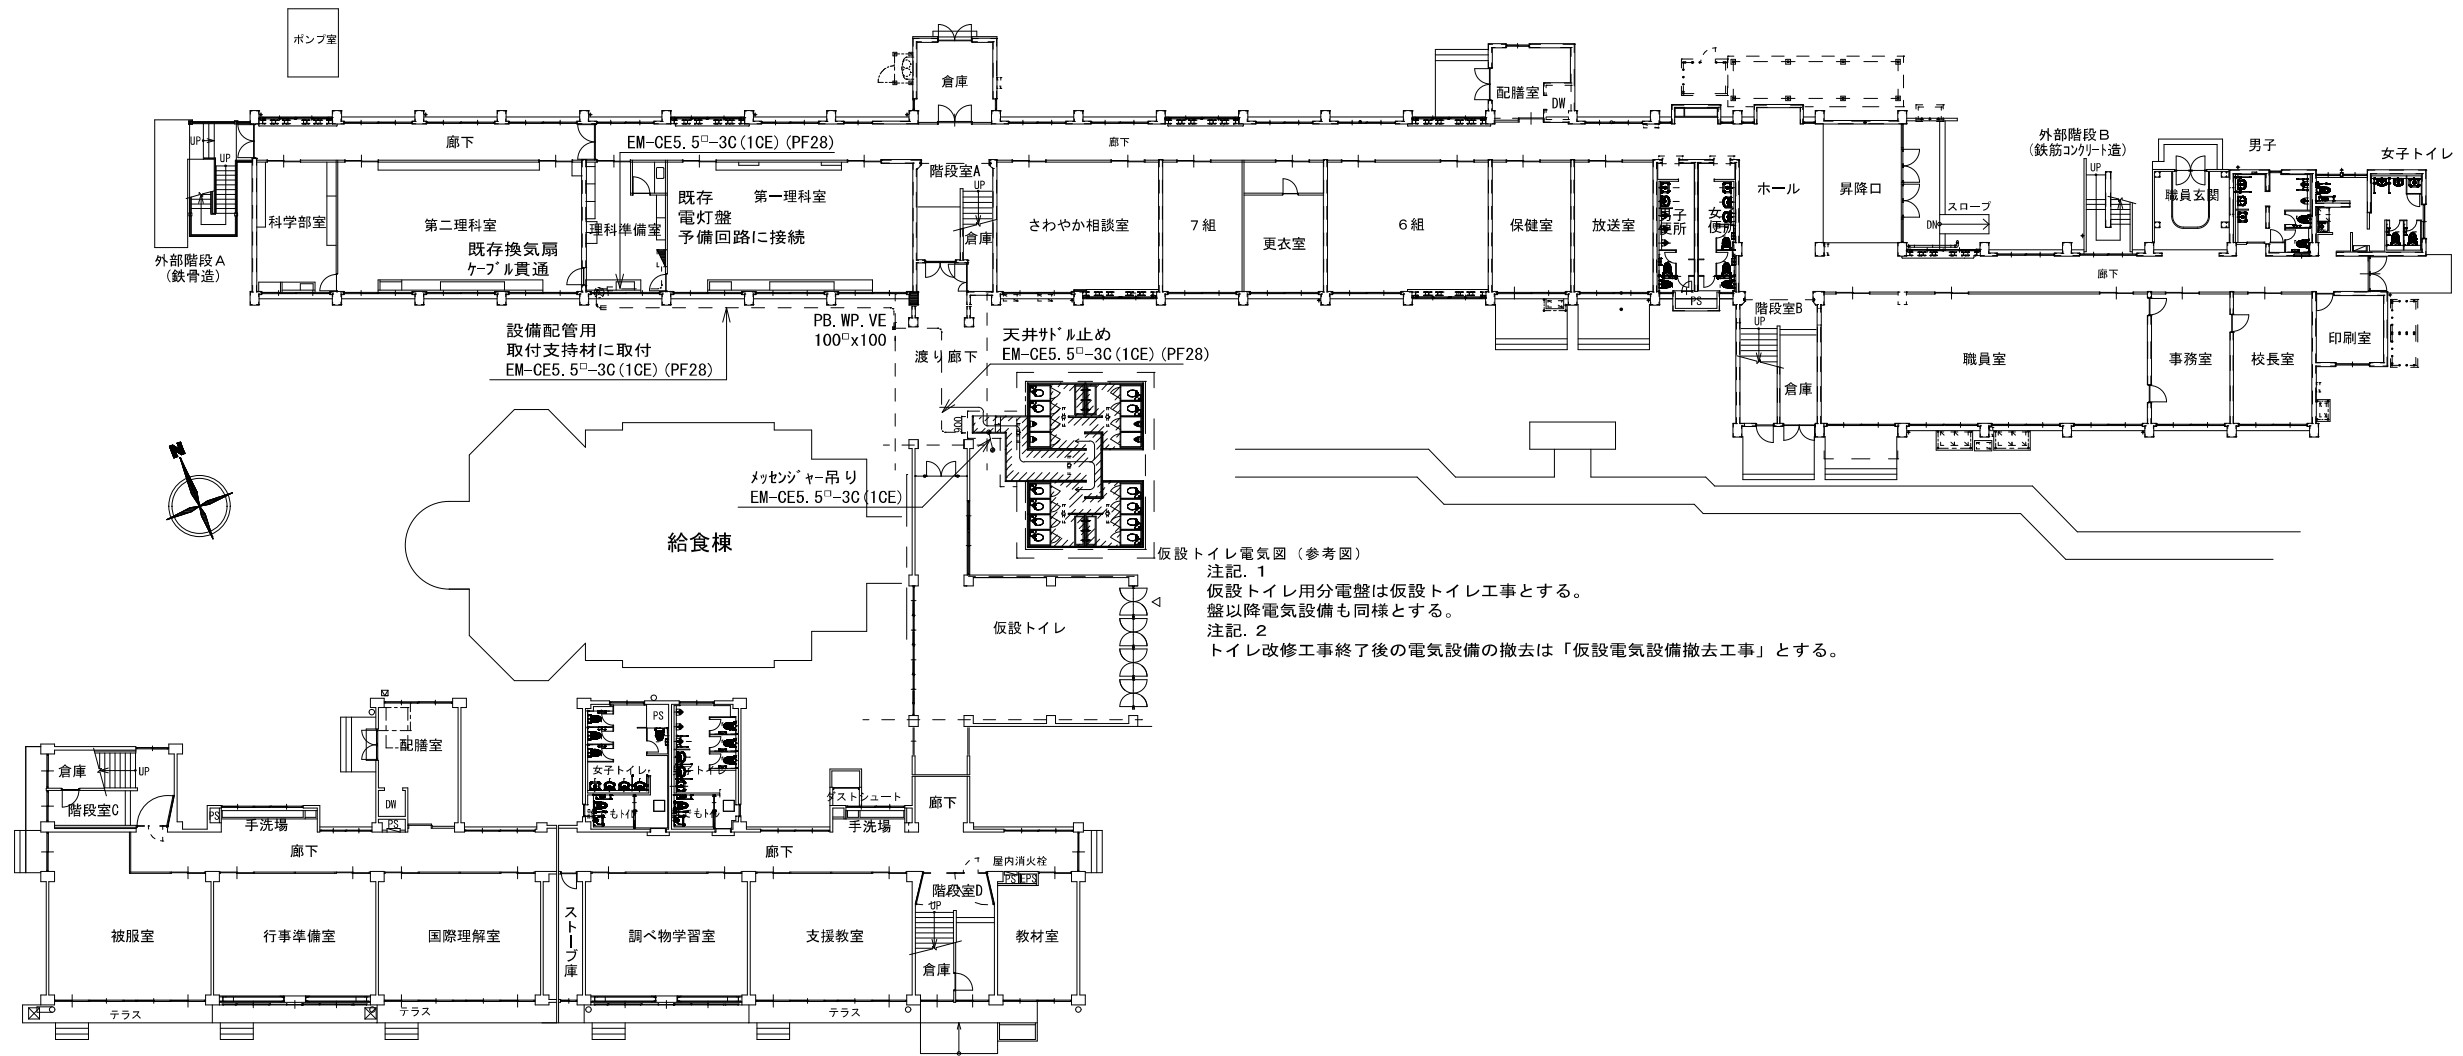 ポンプ室
倉庫
配膳室
DW
廊下
EM-CE5.5□-3C(1CE)(PF28)
廊下
外部階段B
(鉄筋コンクリート造)
男子
女子トイレ
UP
UP
階段室A
UP
UP
科学部室
第二理科室
理科準備室
既存
電灯盤
予備回路に接続
第一理科室
倉庫
さわやか相談室
7組
更衣室
6組
保健室
放送室
男子
便所
女
便所
ホール
昇降口
スロープ
DN
職員玄関
既存換気扇
ケーブル貫通
外部階段A
(鉄骨造)
廊下
PS
階段室B
UP
設備配管用
取付支持材に取付
EM-CE5.5□-3C(1CE)(PF28)
PB.WP.VE
100□x100
渡り廊下
天井サドル止め
EM-CE5.5□-3C(1CE)(PF28)
倉庫
職員室
事務室
校長室
印刷室
N
900
メッセンジャー吊り
EM-CE5.5□-3C(1CE)
給食棟
仮設トイレ電気図(参考図)
注記.1
仮設トイレ用分電盤は仮設トイレ工事とする。
盤以降電気設備も同様とする。
注記.2
トイレ改修工事終了後の電気設備の撤去は「仮設電気設備撤去工事」とする。
仮設トイレ
倉庫
UP
階段室C
PS
手洗場
配膳室
DW
PS
PS
女子トイレ
ダストシュート
手洗場
廊下
廊下
廊下
屋内消火栓
PS
EPS
階段室D
UP
被服室
行事準備室
国際理解室
ストーブ庫
調べ物学習室
支援教室
倉庫
教材室
テラス
テラス
テラス